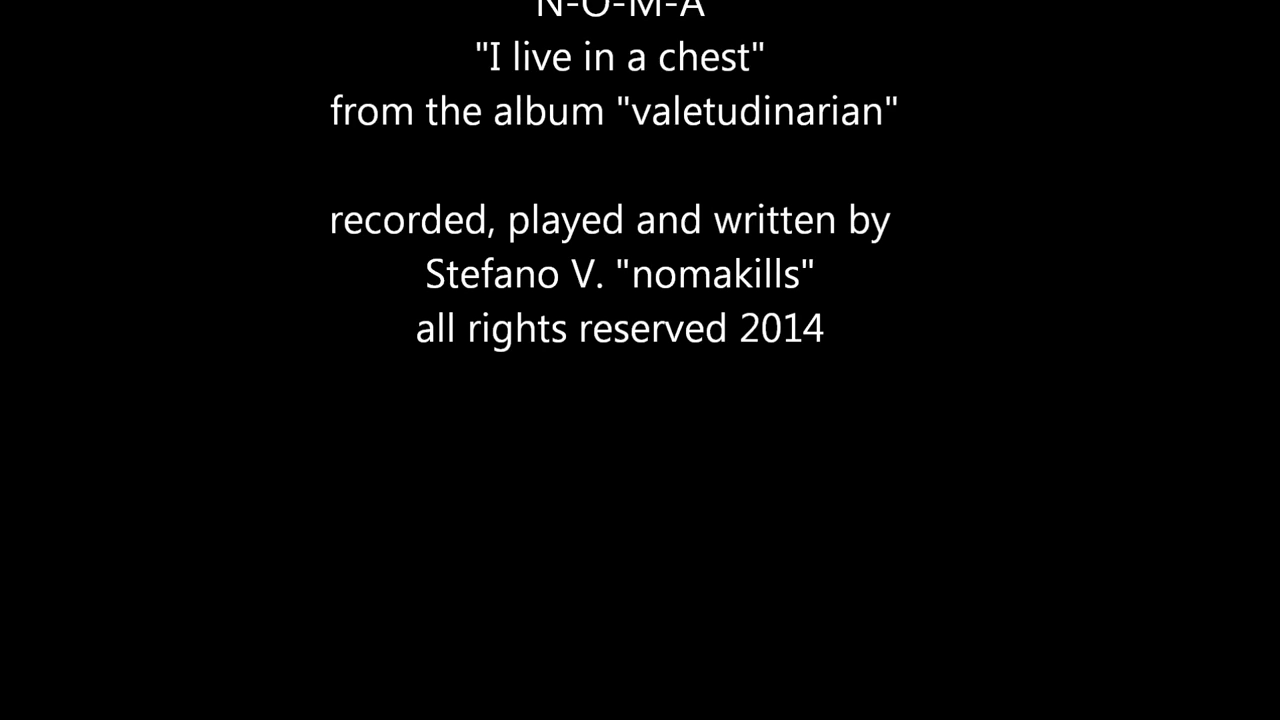 N-O-M-A
"I live in a chest"
from the album "valetudinarian"
recorded, played and written by
Stefano V. "nomakills"
all rights reserved 2014